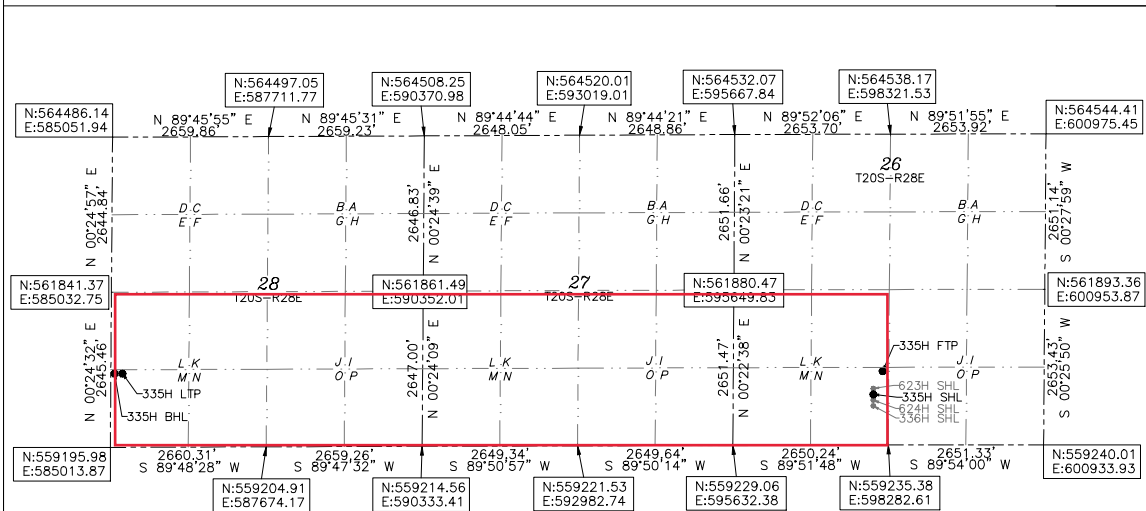 N:564497.05
E:587711.77
N:564508.25
E:590370.98
N:564520.01
E:593019.01
N:564532.07
E:595667.84
N:564538.17
E:598321.53
N:564486.14
E:585051.94
N:564544.41
E:600975.45
N 89°45'55" E
2659.86'
N 89°45'31" E
2659.23'
N 89°44'44" E
2648.05'
N 89°44'21" E
2648.86'
N 89°52'06" E
2653.70'
N 89°51'55" E
2653.92'
26
T20S-R28E
N 00°24'57" E
2644.84'
2646.83'
N 00°24'39" E
2651.66'
N 00°23'21" E
2651.14'
S 00°27'59" W
D C
E F
B A
G H
D C
E F
B A
G H
D C
E F
B A
G H
N:561841.37
E:585032.75
28
T20S-R28E
N:561861.49
E:590352.01
27
T20S-R28E
N:561880.47
E:595649.83
N:561893.36
E:600953.87
N 00°24'32" E
2645.46'
2647.00'
N 00°24'09" E
2651.47'
N 00°22'38" E
2653.43'
S 00°25'50" W
L K
M N
J I
O P
L K
M N
J I
O P
L K
M N
J I
O P
335H FTP
335H LTP
335H BHL
623H SHL
335H SHL
624H SHL
336H SHL
N:559195.98
E:585013.87
2660.31'
S 89°48'28" W
2659.26'
S 89°47'32" W
2649.34'
S 89°50'57" W
2649.64'
S 89°50'14" W
2650.24'
S 89°51'48" W
2651.33'
S 89°54'00" W
N:559240.01
E:600933.93
N:559204.91
E:587674.17
N:559214.56
E:590333.41
N:559221.53
E:592982.74
N:559229.06
E:595632.38
N:559235.38
E:598282.61